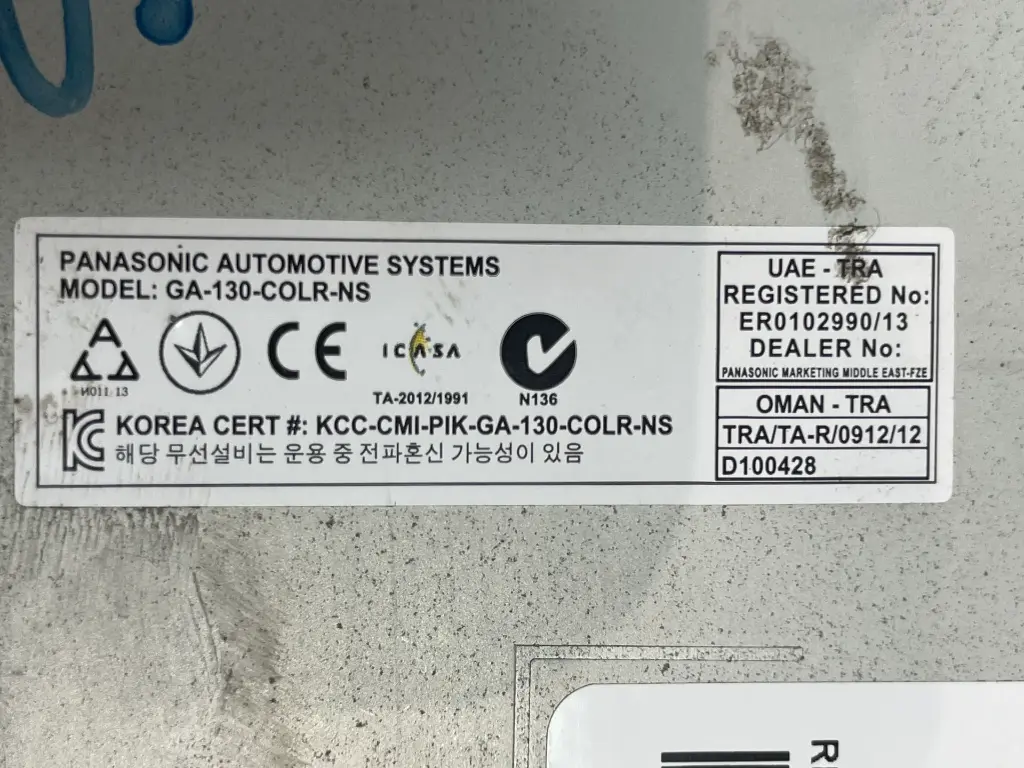 PANASONIC AUTOMOTIVE SYSTEMS
MODEL: GA-130-COLR-NS
A
И011 13
CE
ICASA
TA-2012/1991
N136
KOREA CERT #: KCC-CMI-PIK-GA-130-COLR-NS
해당 무선설비는 운용 중 전파혼신 가능성이 있음
UAE - TRA
REGISTERED No:
ER0102990/13
DEALER No:
PANASONIC MARKETING MIDDLE EAST-FZE
OMAN - TRA
TRA/TA-R/0912/12
D100428